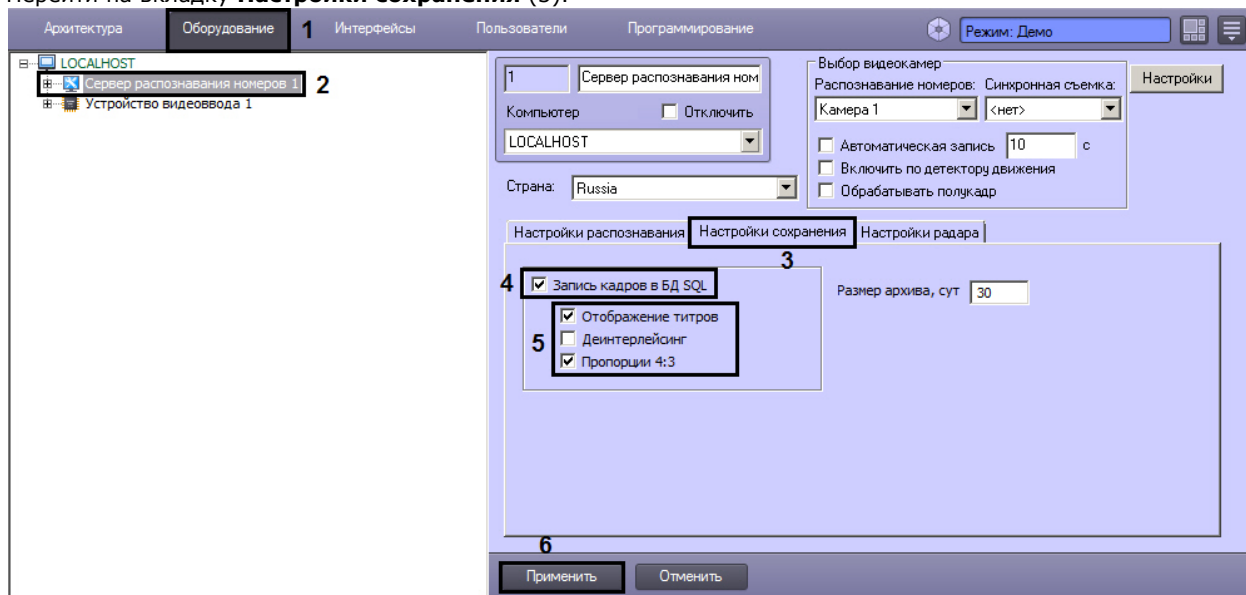 перейти на вкладку Настройки сохранения (3).
Архитектура Оборудование 1 Интерфейсы Пользователи Программирование Режим: Демо
LOCALHOST
Сервер распознавания номеров 1 2
Устройство видеоввода 1
1 Сервер распознавания ном
Компьютер Отключить
LOCALHOST
Страна: Russia
Выбор видеокамер
Распознавание номеров: Синхронная съемка:
Камера 1 <нет>
Автоматическая запись 10 с
Включить по детектору движения
Обрабатывать полукадр
Настройки
Настройки распознавания Настройки сохранения Настройки радара
3
4 Запись кадров в БД SQL
Отображение титров
5 Деинтерлейсинг
Пропорции 4:3
Размер архива, сут 30
6
Применить Отменить